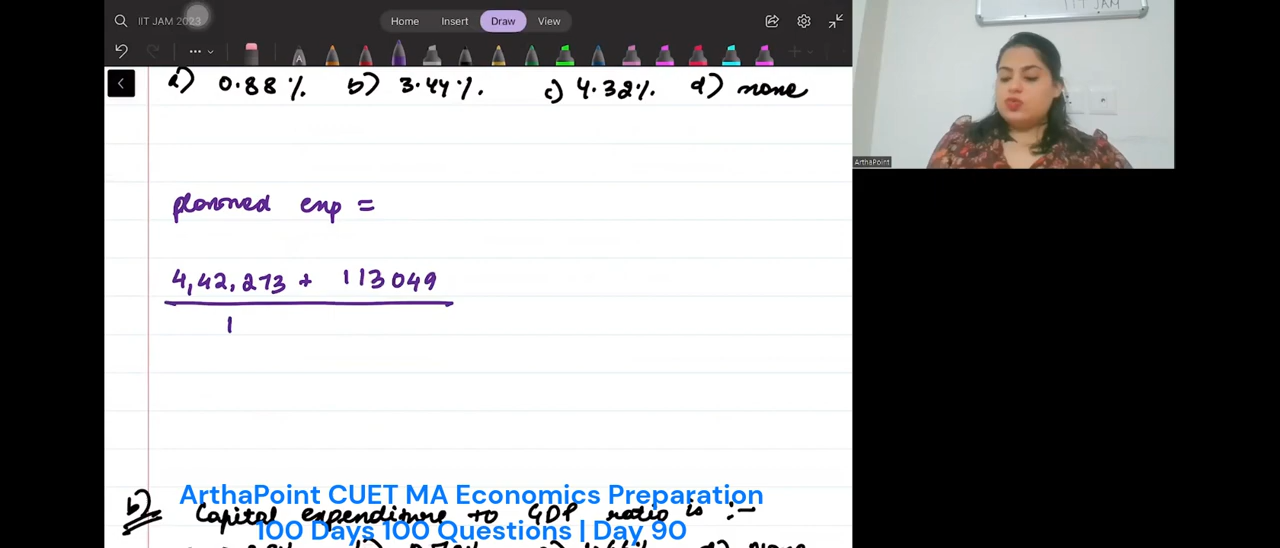 IIT JAM 2023
Home Insert Draw View
IIT JAM
a) 0.88 % b) 3.44 %. c) 4.32%. d) none
ArthaPoint
planned exp =
4,42,273 + 113049
1
b) Capital expenditure to GDP ratio is :-
ArthaPoint CUET MA Economics Preparation
100 Days 100 Questions | Day 90